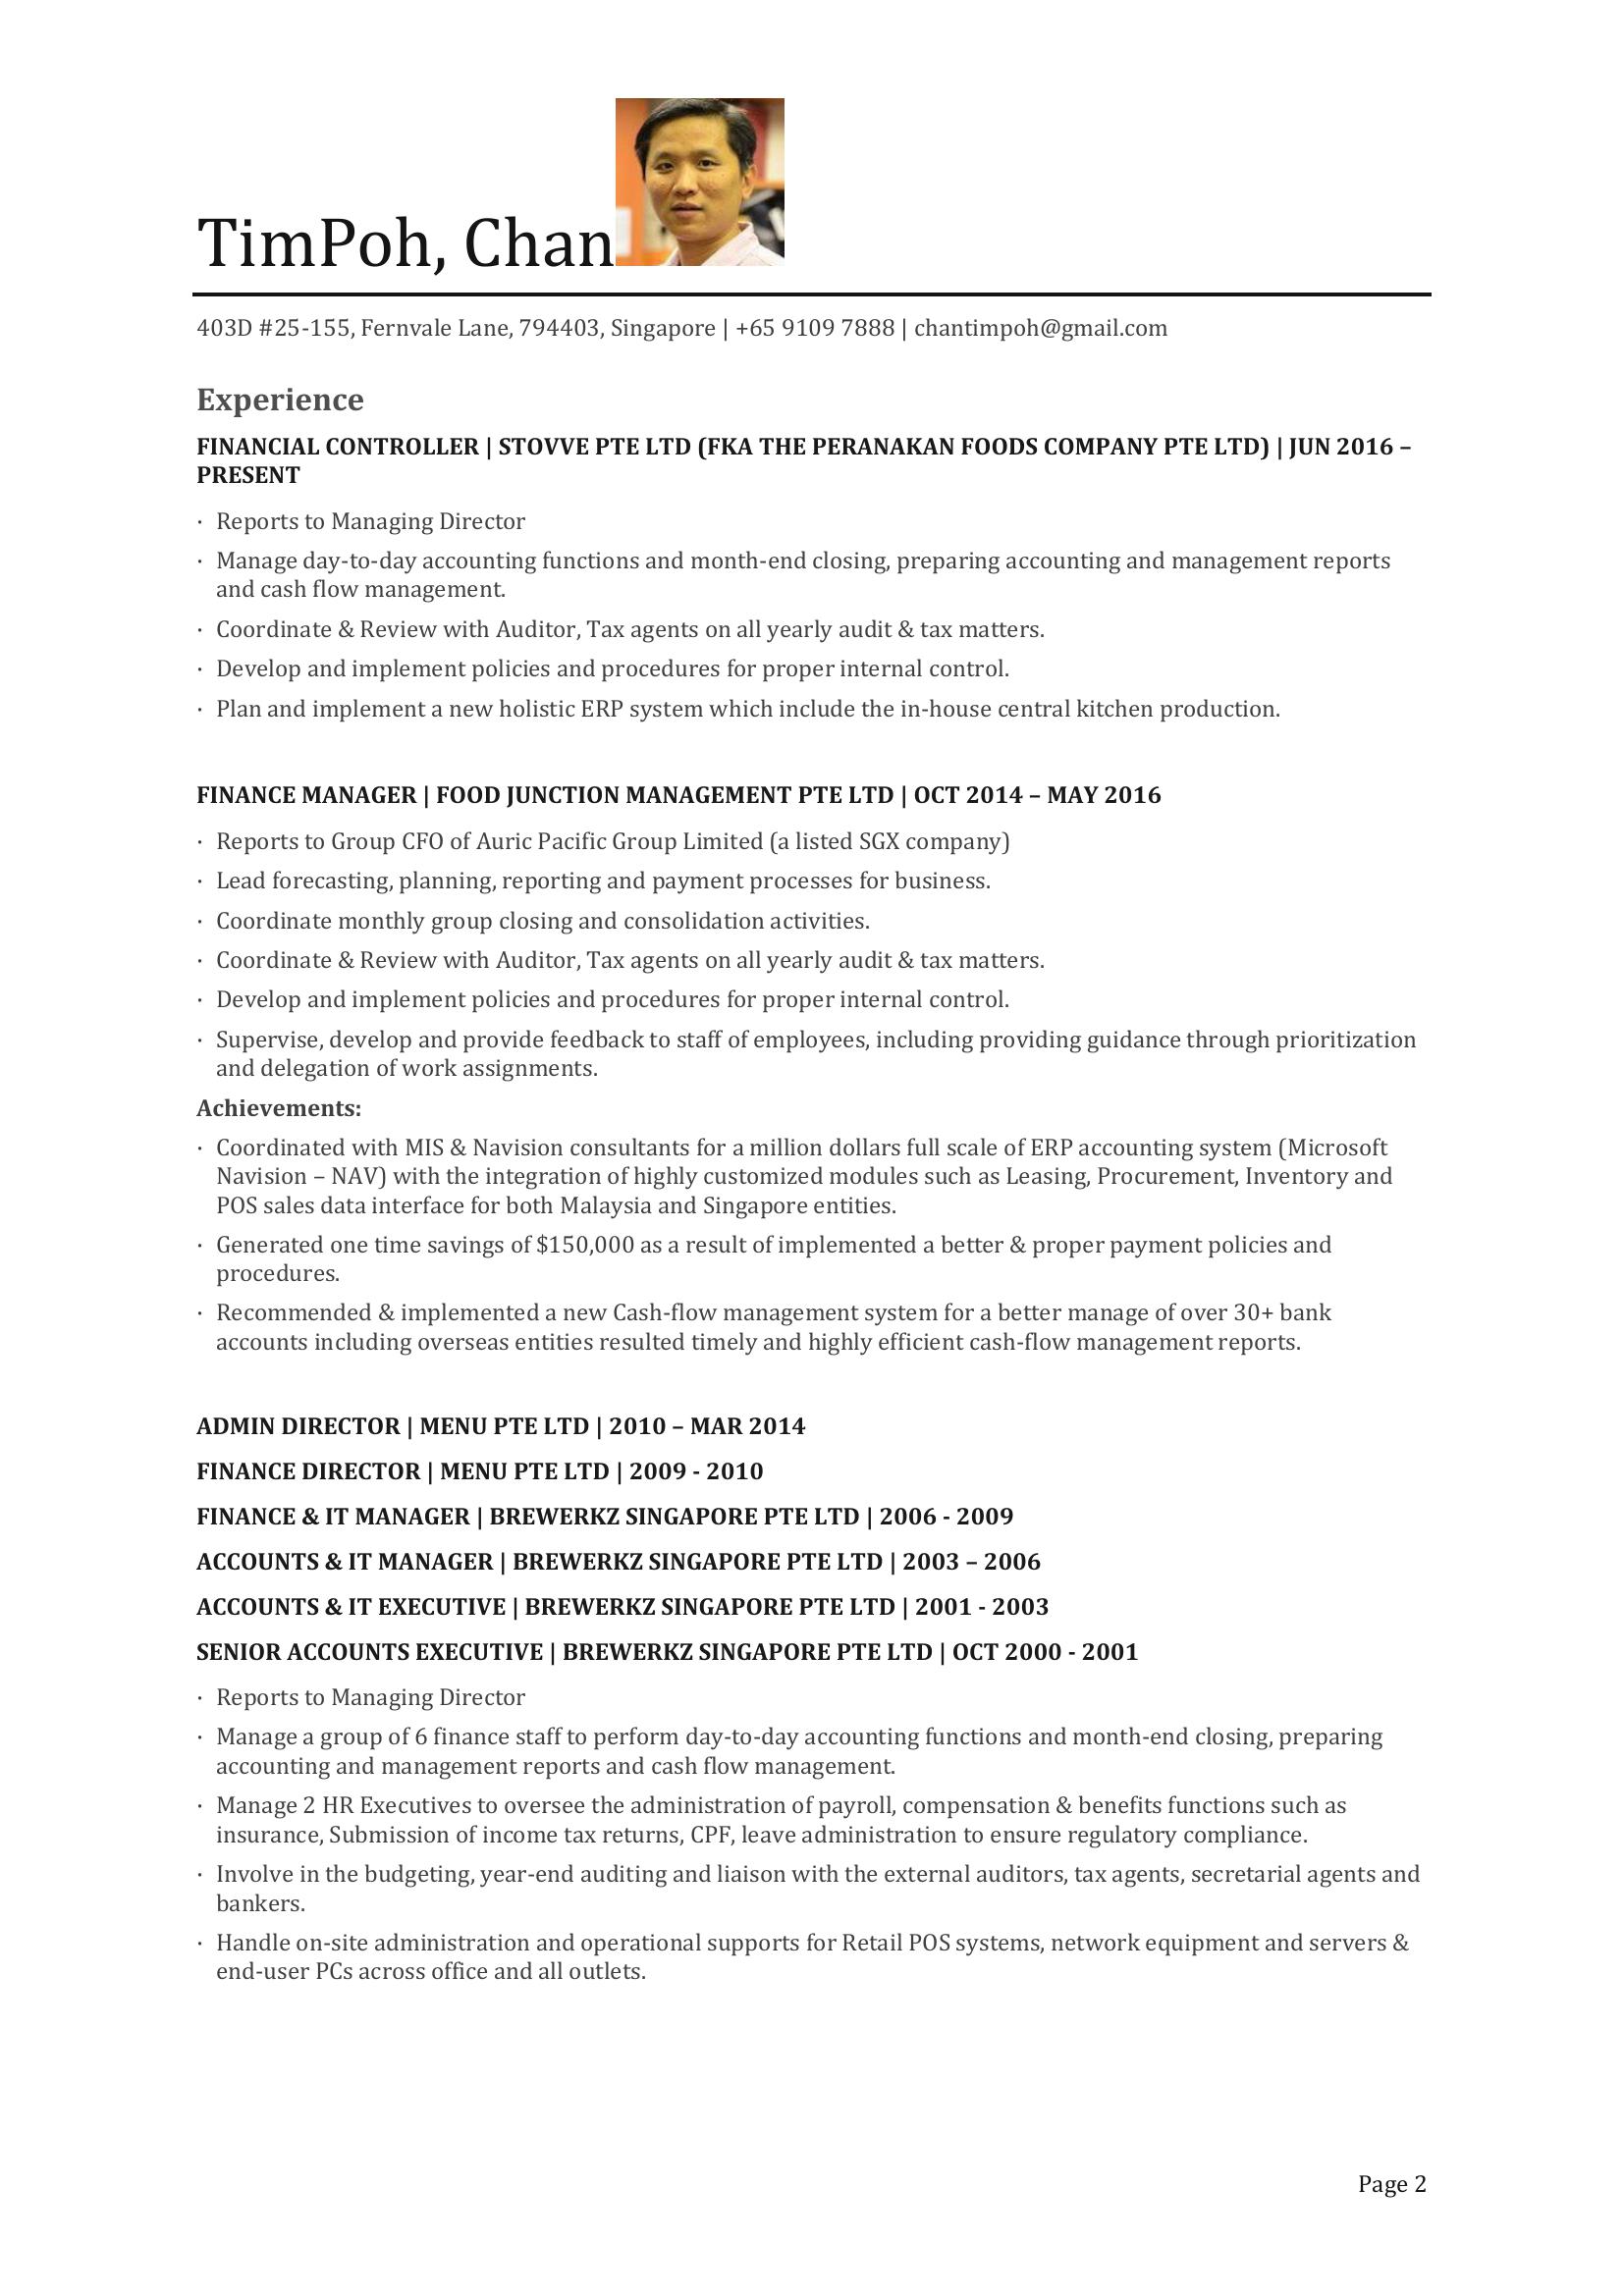 TimPoh, Chan
403D #25-155, Fernvale Lane, 794403, Singapore | +65 9109 7888 | chantimpoh@gmail.com
Experience
FINANCIAL CONTROLLER | STOVVE PTE LTD (FKA THE PERANAKAN FOODS COMPANY PTE LTD) | JUN 2016 –
PRESENT
· Reports to Managing Director
· Manage day-to-day accounting functions and month-end closing, preparing accounting and management reports
and cash flow management.
· Coordinate & Review with Auditor, Tax agents on all yearly audit & tax matters.
· Develop and implement policies and procedures for proper internal control.
· Plan and implement a new holistic ERP system which include the in-house central kitchen production.
FINANCE MANAGER | FOOD JUNCTION MANAGEMENT PTE LTD | OCT 2014 – MAY 2016
· Reports to Group CFO of Auric Pacific Group Limited (a listed SGX company)
· Lead forecasting, planning, reporting and payment processes for business.
· Coordinate monthly group closing and consolidation activities.
· Coordinate & Review with Auditor, Tax agents on all yearly audit & tax matters.
· Develop and implement policies and procedures for proper internal control.
· Supervise, develop and provide feedback to staff of employees, including providing guidance through prioritization
and delegation of work assignments.
Achievements:
· Coordinated with MIS & Navision consultants for a million dollars full scale of ERP accounting system (Microsoft
Navision – NAV) with the integration of highly customized modules such as Leasing, Procurement, Inventory and
POS sales data interface for both Malaysia and Singapore entities.
· Generated one time savings of $150,000 as a result of implemented a better & proper payment policies and
procedures.
· Recommended & implemented a new Cash-flow management system for a better manage of over 30+ bank
accounts including overseas entities resulted timely and highly efficient cash-flow management reports.
ADMIN DIRECTOR | MENU PTE LTD | 2010 – MAR 2014
FINANCE DIRECTOR | MENU PTE LTD | 2009 - 2010
FINANCE & IT MANAGER | BREWERKZ SINGAPORE PTE LTD | 2006 - 2009
ACCOUNTS & IT MANAGER | BREWERKZ SINGAPORE PTE LTD | 2003 – 2006
ACCOUNTS & IT EXECUTIVE | BREWERKZ SINGAPORE PTE LTD | 2001 - 2003
SENIOR ACCOUNTS EXECUTIVE | BREWERKZ SINGAPORE PTE LTD | OCT 2000 - 2001
· Reports to Managing Director
· Manage a group of 6 finance staff to perform day-to-day accounting functions and month-end closing, preparing
accounting and management reports and cash flow management.
· Manage 2 HR Executives to oversee the administration of payroll, compensation & benefits functions such as
insurance, Submission of income tax returns, CPF, leave administration to ensure regulatory compliance.
· Involve in the budgeting, year-end auditing and liaison with the external auditors, tax agents, secretarial agents and
bankers.
· Handle on-site administration and operational supports for Retail POS systems, network equipment and servers &
end-user PCs across office and all outlets.
Page 2